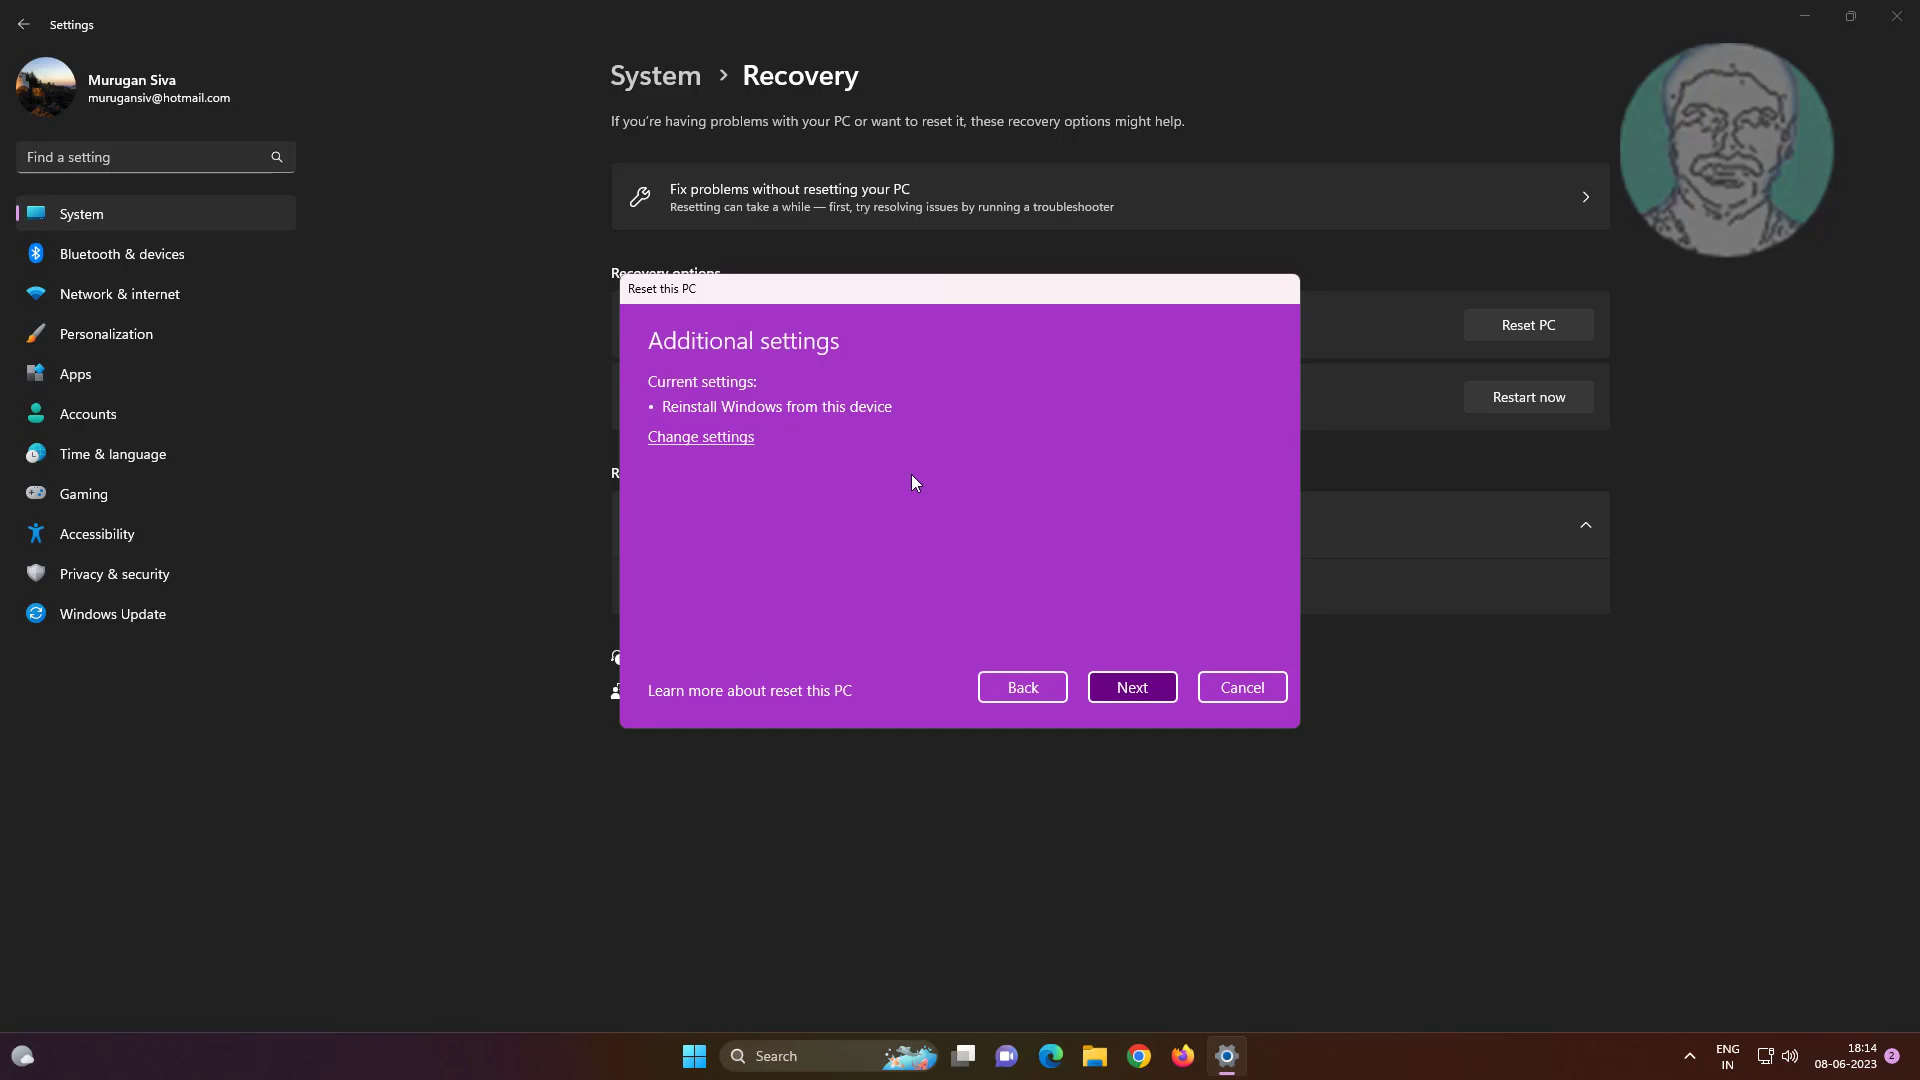 Settings
Murugan Siva
murugansiv@hotmail.com
Find a setting
System
Bluetooth & devices
Network & internet
Personalization
Apps
Accounts
Time & language
Gaming
Accessibility
Privacy & security
Windows Update
System > Recovery
If you're having problems with your PC or want to reset it, these recovery options might help.
Fix problems without resetting your PC
Resetting can take a while — first, try resolving issues by running a troubleshooter
Recovery options
Reset PC
Restart now
R
Reset this PC
Additional settings
Current settings:
• Reinstall Windows from this device
Change settings
Learn more about reset this PC
Back
Next
Cancel
Search
ENG
IN
18:14
08-06-2023
2